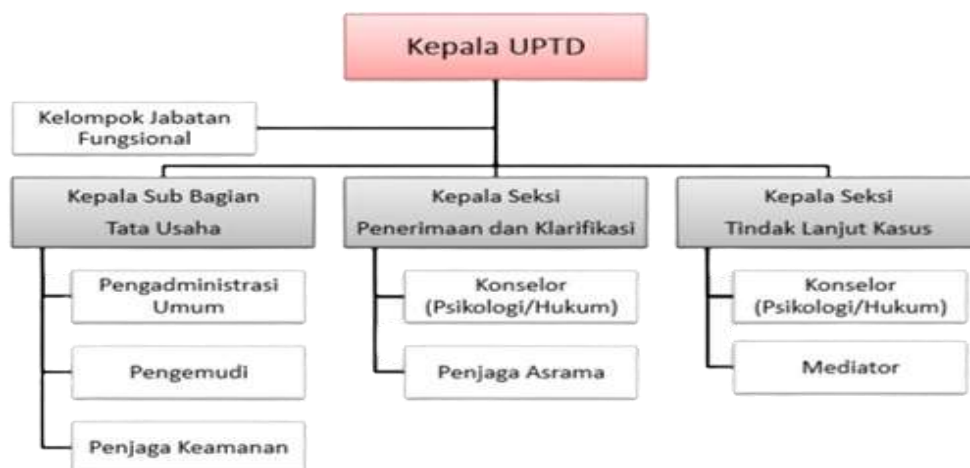 Kepala UPTD
Kelompok Jabatan
Fungsional
Kepala Sub Bagian
Tata Usaha
Pengadministrasi
Umum
Pengemudi
Penjaga Keamanan
Kepala Seksi
Penerimaan dan Klarifikasi
Konselor
(Psikologi/Hukum)
Penjaga Asrama
Kepala Seksi
Tindak Lanjut Kasus
Konselor
(Psikologi/Hukum)
Mediator